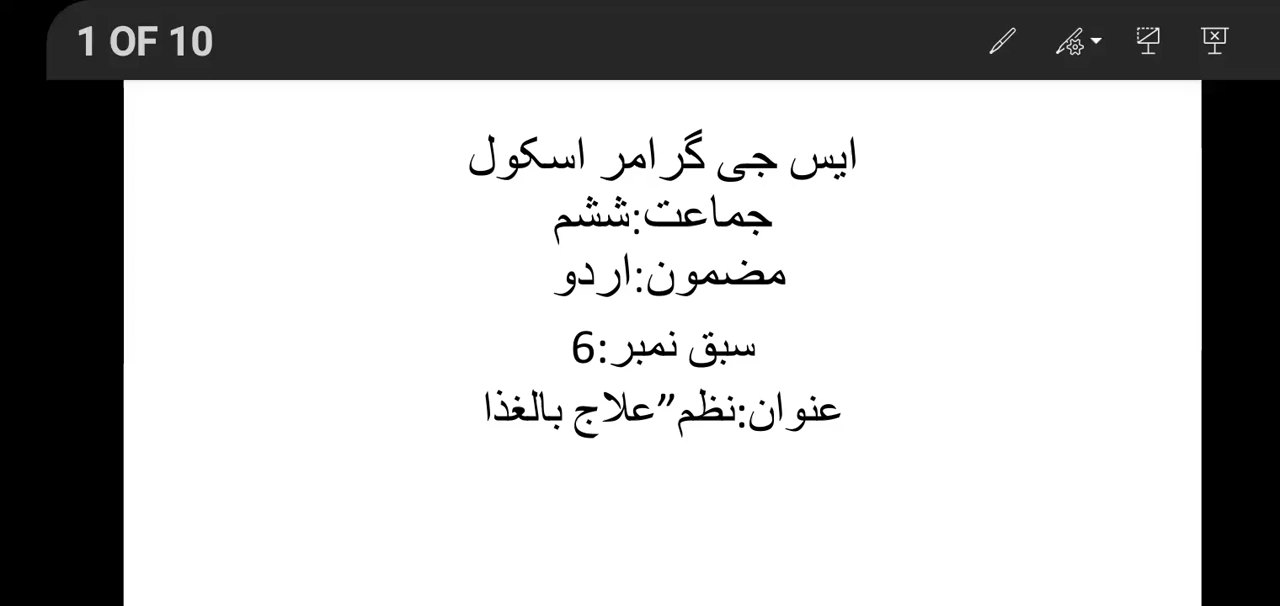 1 OF 10
ایس جی گرامر اسکول
جماعت:ششم
مضمون:اردو
سبق نمبر:6
عنوان:نظم”علاج بالغذا